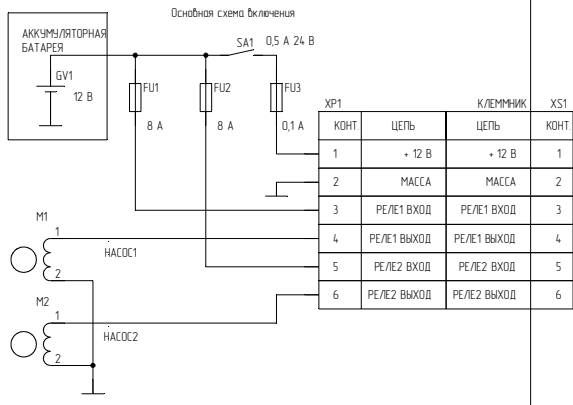 Основная схема включения
АККУМУЛЯТОРНАЯ
БАТАРЕЯ
GV1
12 В
SA1 0,5 А 24 В
FU1
FU2
FU3
8 А
8 А
0,1 А
XP1 КЛЕММНИК XS1
КОНТ. ЦЕПЬ ЦЕПЬ КОНТ.
1 + 12 В + 12 В 1
2 МАССА МАССА 2
3 РЕЛЕ1 ВХОД РЕЛЕ1 ВХОД 3
4 РЕЛЕ1 ВЫХОД РЕЛЕ1 ВЫХОД 4
5 РЕЛЕ2 ВХОД РЕЛЕ2 ВХОД 5
6 РЕЛЕ2 ВЫХОД РЕЛЕ2 ВЫХОД 6
М1
1
НАСОС1
2
М2
1
НАСОС2
2